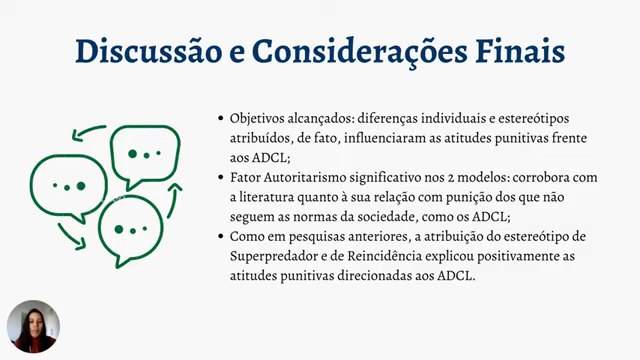 Discussão e Considerações Finais
• Objetivos alcançados: diferenças individuais e estereótipos
atribuídos, de fato, influenciaram as atitudes punitivas frente
aos ADCL;
• Fator Autoritarismo significativo nos 2 modelos: corrobora com
a literatura quanto à sua relação com punição dos que não
seguem as normas da sociedade, como os ADCL;
• Como em pesquisas anteriores, a atribuição do estereótipo de
Superpredador e de Reincidência explicou positivamente as
atitudes punitivas direcionadas aos ADCL.